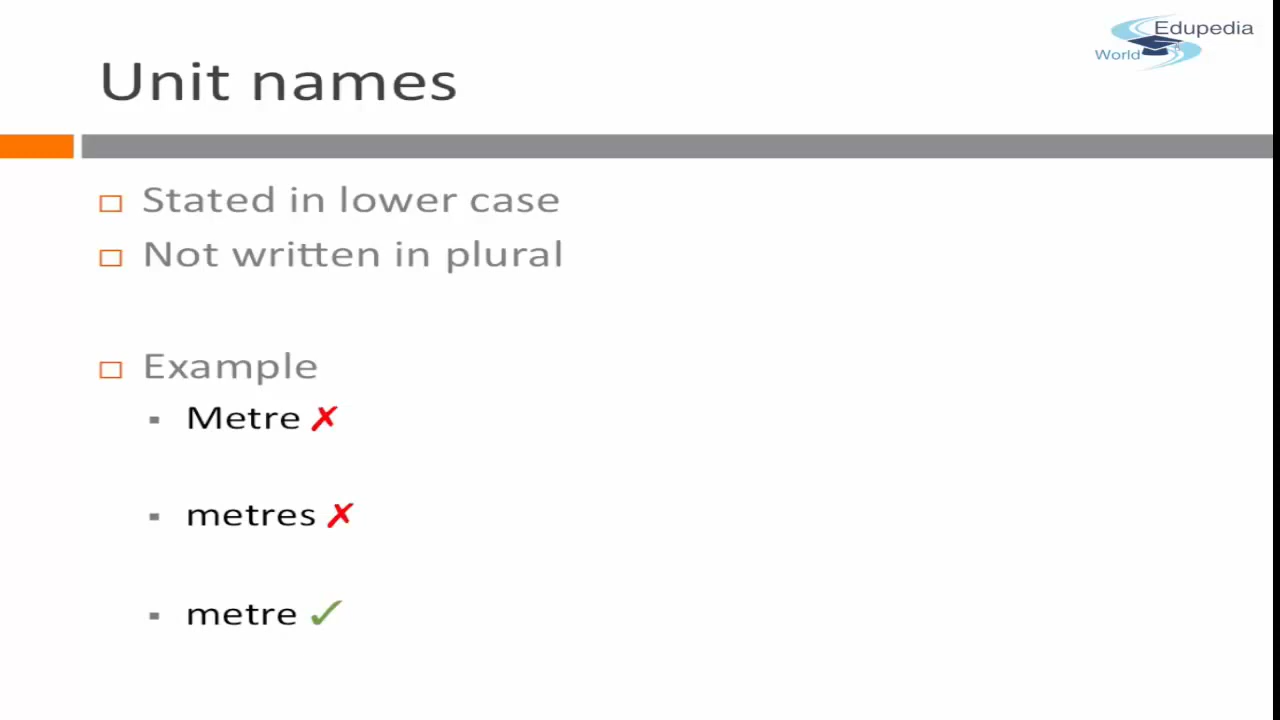 Edupedia
World
Unit names
Stated in lower case
Not written in plural
Example
Metre ✗
metres ✗
metre ✓